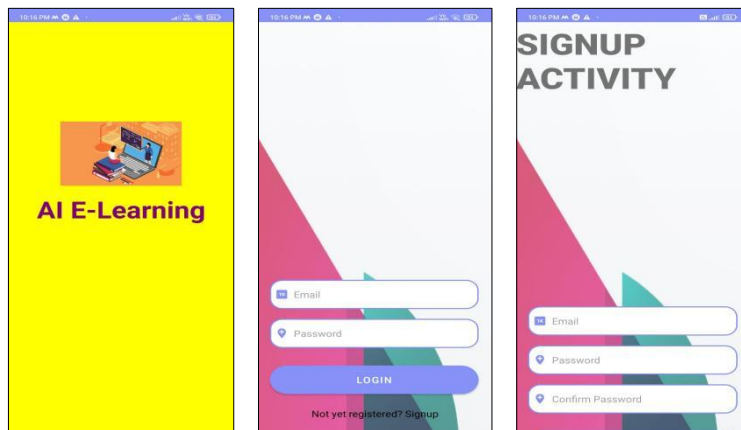 10:16 PM
AI E-Learning
10:16 PM
Email
Password
LOGIN
Not yet registered? Signup
10:16 PM
SIGNUP
ACTIVITY
Email
Password
Confirm Password